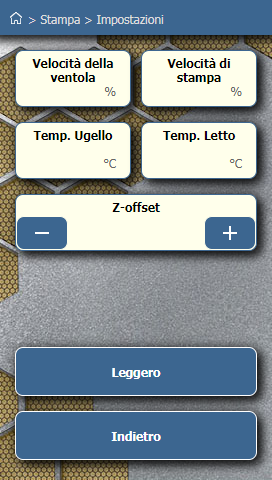 > Stampa > Impostazioni
Velocità della
ventola
%
Velocità di
stampa
%
Temp. Ugello
°C
Temp. Letto
°C
Z-offset
− +
Leggero
Indietro